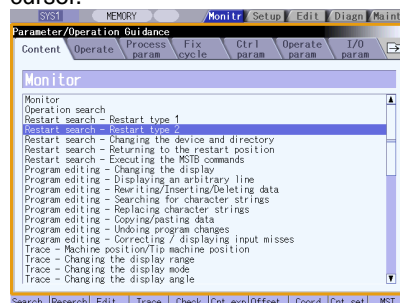 cursor.
SYS1 MEMORY Monitr Setup Edit Diagn Maint
Parameter/Operation Guidance
Content Operate Process param Fix cycle Ctrl param Operate param I/O param
Monitor
Monitor
Operation search
Restart search - Restart type 1
Restart search - Restart type 2
Restart search - Changing the device and directory
Restart search - Returning to the restart position
Restart search - Executing the MSTB commands
Program editing - Changing the display
Program editing - Displaying an arbitrary line
Program editing - Rewriting/Inserting/Deleting data
Program editing - Searching for character strings
Program editing - Replacing character strings
Program editing - Copying/pasting data
Program editing - Undoing program changes
Program editing - Correcting / displaying input misses
Trace - Machine position/Tip machine position
Trace - Changing the display range
Trace - Changing the display mode
Trace - Changing the display angle
Search Reserch Edit Trace Check Cnt exp Offset Coord Cnt set MST